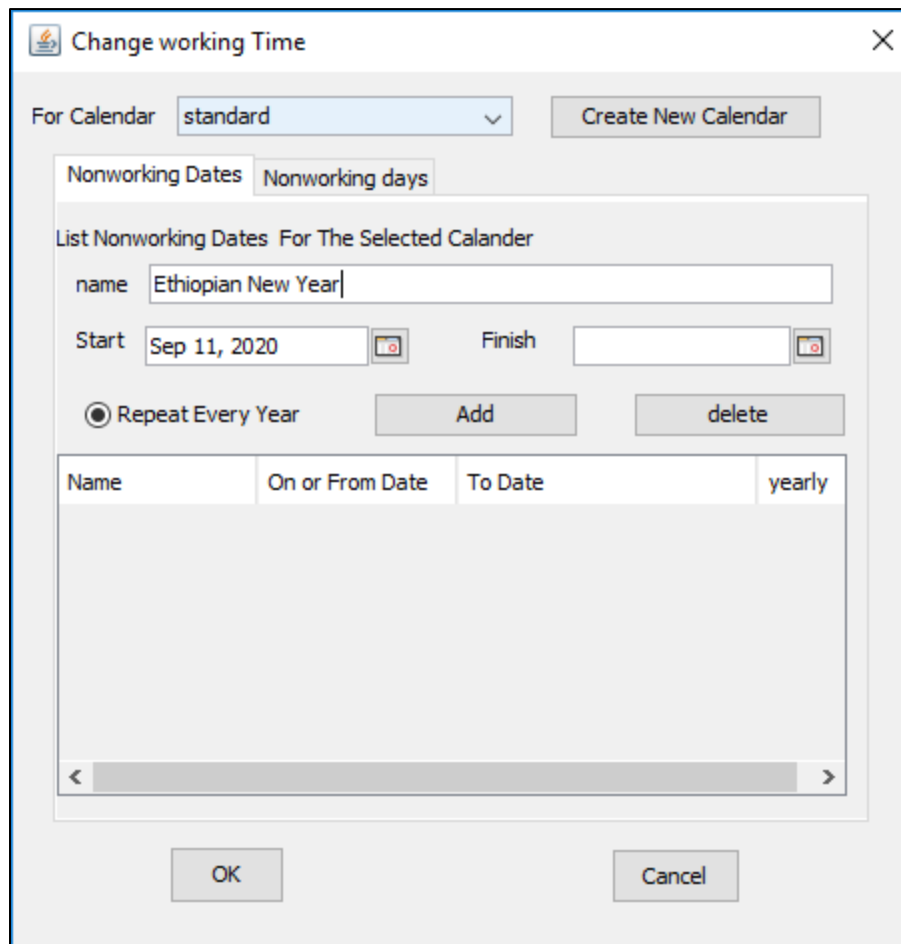 Change working Time
For Calendar standard Create New Calendar
Nonworking Dates Nonworking days
List Nonworking Dates For The Selected Calander
name Ethiopian New Year
Start Sep 11, 2020 Finish
Repeat Every Year Add delete
Name On or From Date To Date yearly
OK Cancel